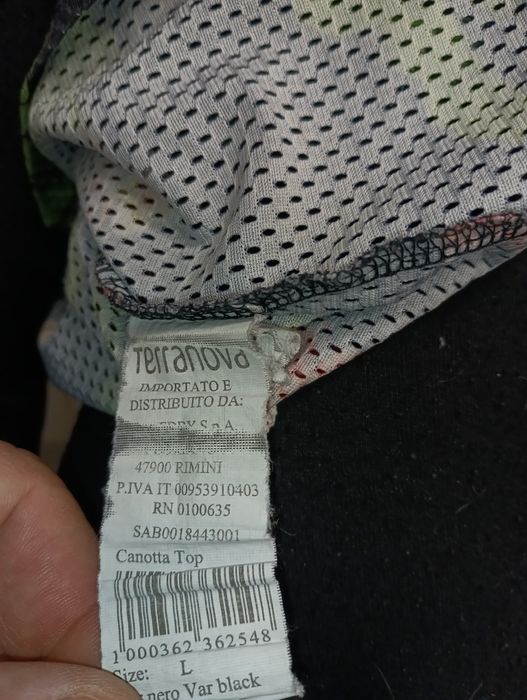 Terranova
IMPORTATO E
DISTRIBUITO DA:
S.p.A.
47900 RIMINI
P.IVA IT 00953910403
RN 0100635
SAB0018443001
Canotta Top
1 000362 362548
Size: L
nero Var black